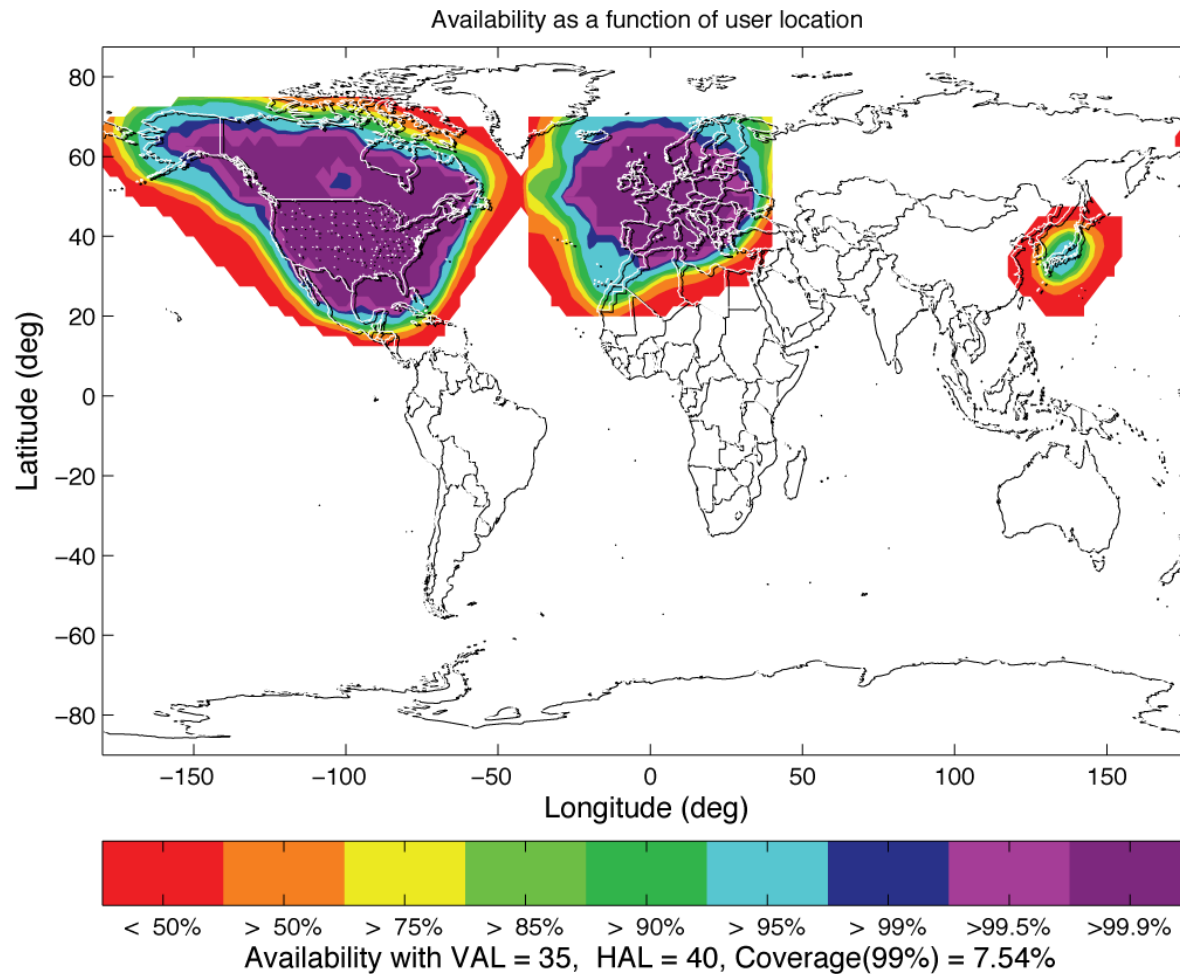 Availability as a function of user location
80
60
40
20
0
−20
−40
−60
−80
Latitude (deg)
−150 −100 −50 0 50 100 150
Longitude (deg)
< 50% > 50% > 75% > 85% > 90% > 95% > 99% >99.5% >99.9%
Availability with VAL = 35, HAL = 40, Coverage(99%) = 7.54%